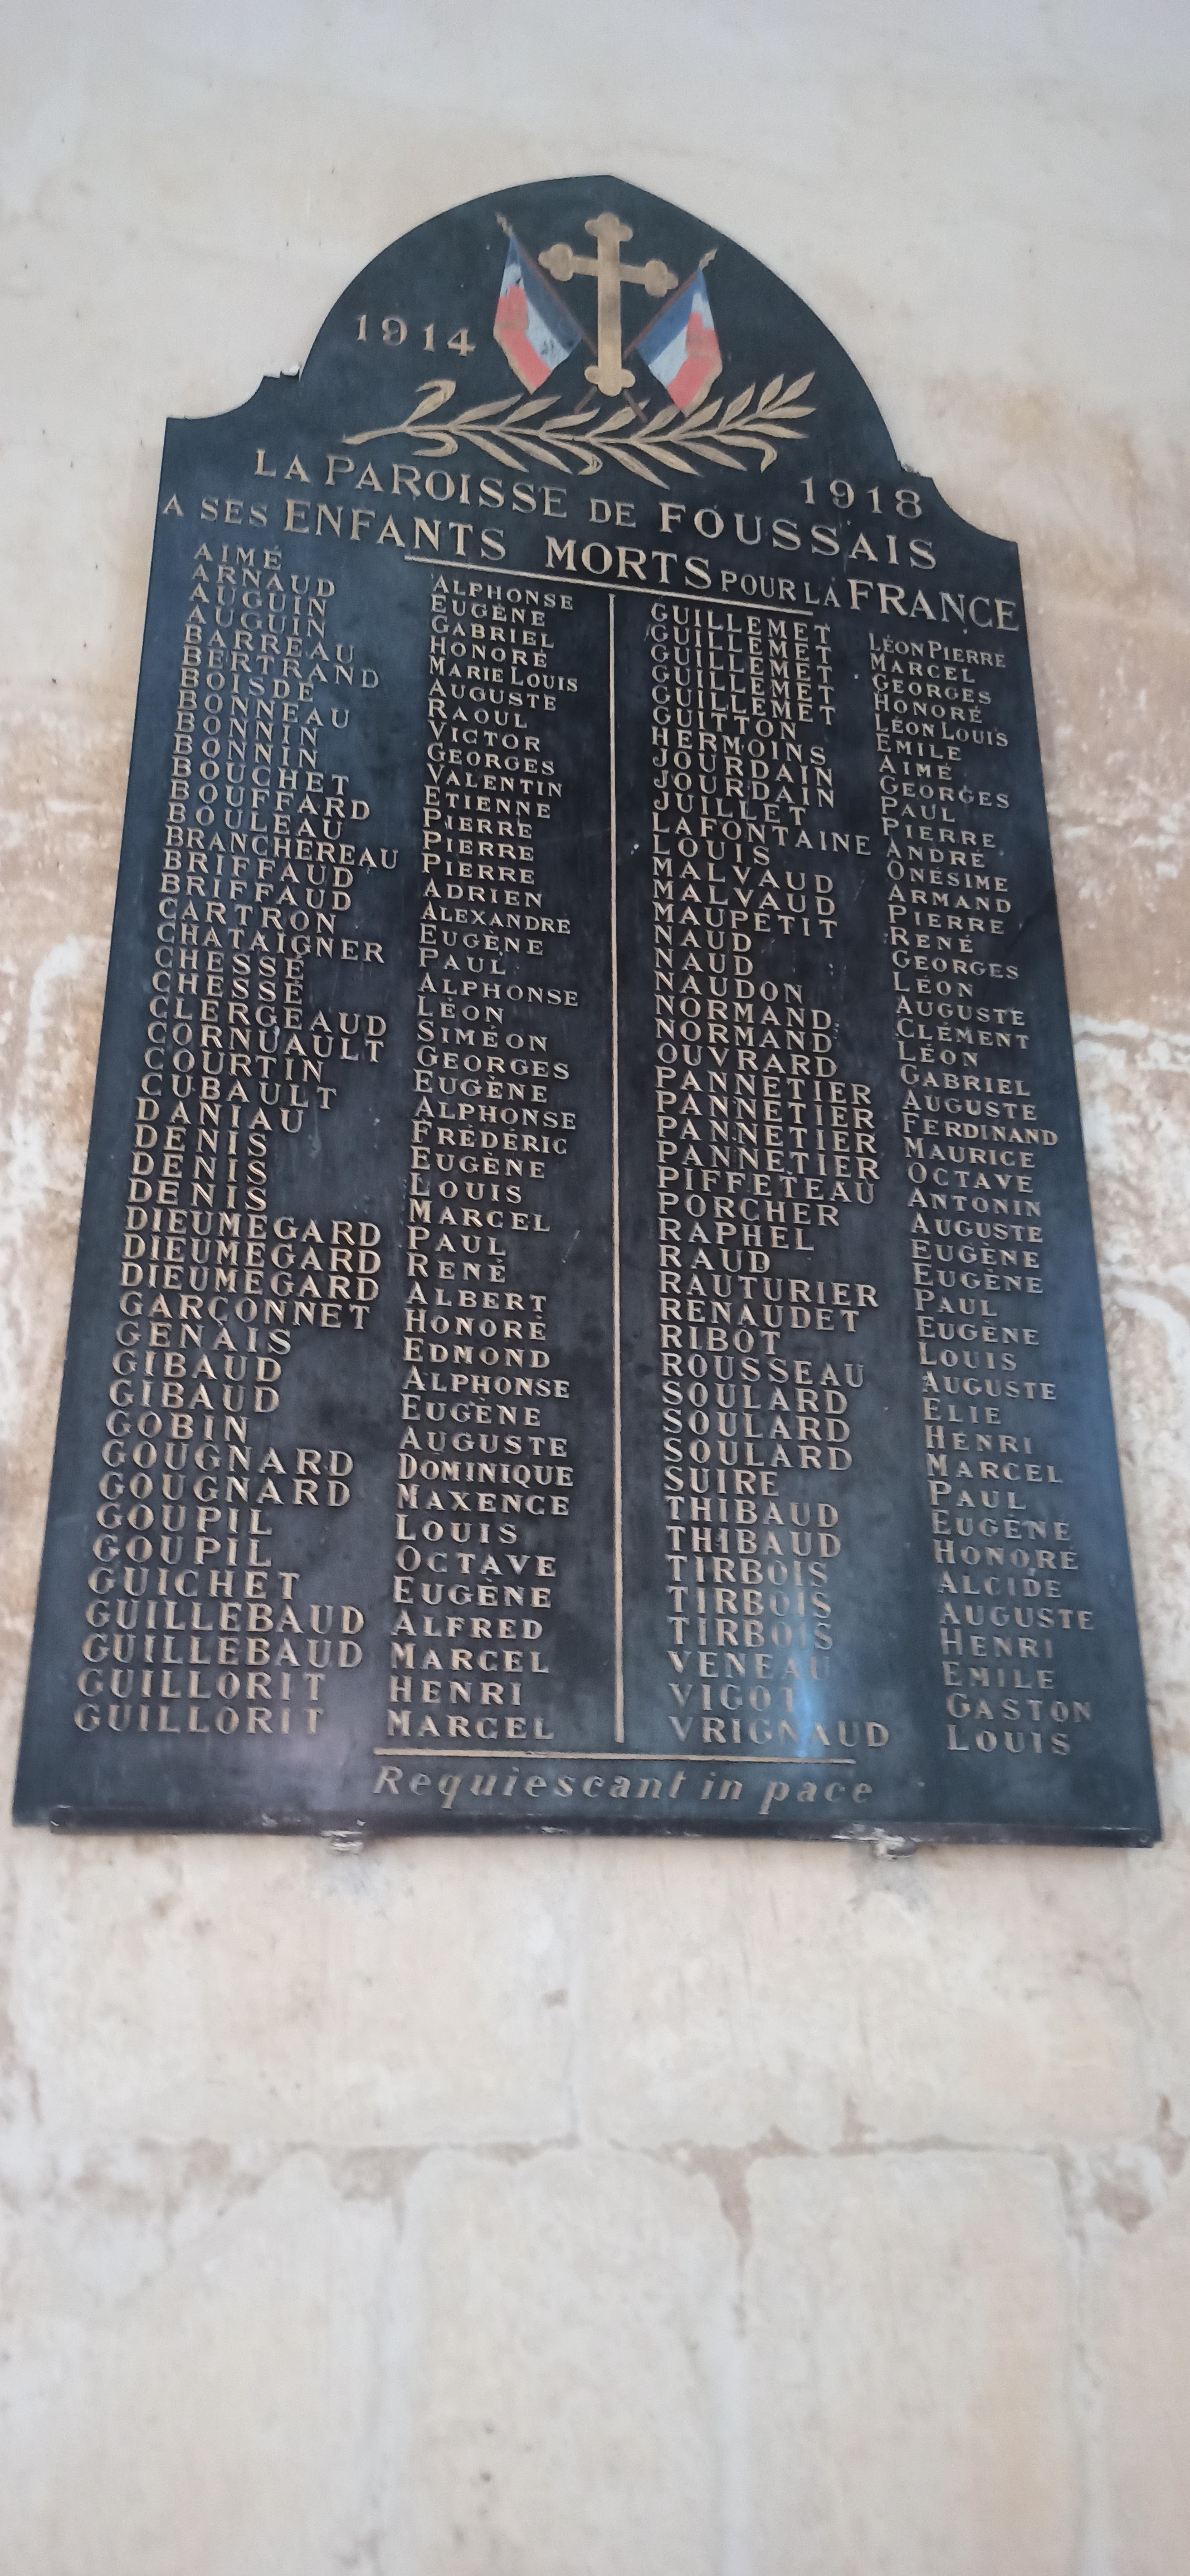 1914
1918
LA PAROISSE DE FOUSSAIS
A SES ENFANTS MORTS POUR LA FRANCE
AIMÉ ALPHONSE
ARNAUD EUGÈNE
AUGUIN GABRIEL
AUGUIN HONORÉ
BARREAU MARIE LOUIS
BERTRAND AUGUSTE
BOISDÉ RAOUL
BONNEAU VICTOR
BONNIN GEORGES
BONNIN VALENTIN
BOUCHET ETIENNE
BOUFFARD PIERRE
BOULEAU PIERRE
BRANCHEREAU PIERRE
BRIFFAUD ADRIEN
BRIFFAUD ALEXANDRE
CARTRON EUGÈNE
CHATAIGNER PAUL
CHESSÉ ALPHONSE
CHESSÉ LÉON
CLERGEAUD SIMÉON
CORNUAULT GEORGES
COURTIN EUGÈNE
CUBAULT ALPHONSE
DANIAU FRÉDÉRIC
DENIS EUGÈNE
DENIS LOUIS
DENIS MARCEL
DIEUMEGARD PAUL
DIEUMEGARD RENÉ
DIEUMEGARD ALBERT
GARÇONNET HONORÉ
GENAIS EDMOND
GIBAUD ALPHONSE
GIBAUD EUGÈNE
GOBIN AUGUSTE
GOUGNARD DOMINIQUE
GOUGNARD MAXENCE
GOUPIL LOUIS
GOUPIL OCTAVE
GUICHET EUGÈNE
GUILLEBAUD ALFRED
GUILLEBAUD MARCEL
GUILLORIT HENRI
GUILLORIT MARCEL
GUILLEMET LÉON PIERRE
GUILLEMET MARCEL
GUILLEMET GEORGES
GUILLEMET HONORÉ
GUILLEMET LÉON LOUIS
GUITTON EMILE
HERMOINS AIMÉ
JOURDAIN GEORGES
JOURDAIN PAUL
JUILLET PIERRE
LAFONTAINE ANDRÉ
LOUIS ONÉSIME
MALVAUD ARMAND
MALVAUD PIERRE
MAUPETIT RENÉ
NAUD GEORGES
NAUD LÉON
NAUDON AUGUSTE
NORMAND CLÉMENT
NORMAND LÉON
OUVRARD GABRIEL
PANNETIER AUGUSTE
PANNETIER FERDINAND
PANNETIER MAURICE
PANNETIER OCTAVE
PIFFETEAU ANTONIN
PORCHER AUGUSTE
RAPHEL EUGÈNE
RAUD EUGÈNE
RAUTURIER PAUL
RENAUDET EUGÈNE
RIBOT LOUIS
ROUSSEAU AUGUSTE
SOULARD ELIE
SOULARD HENRI
SOULARD MARCEL
SUIRE PAUL
THIBAUD EUGÈNE
THIBAUD HONORÉ
TIRBOIS ALCIDE
TIRBOIS AUGUSTE
TIRBOIS HENRI
VENEAU EMILE
VIGOT GASTON
VRIGNAUD LOUIS
Requiescant in pace